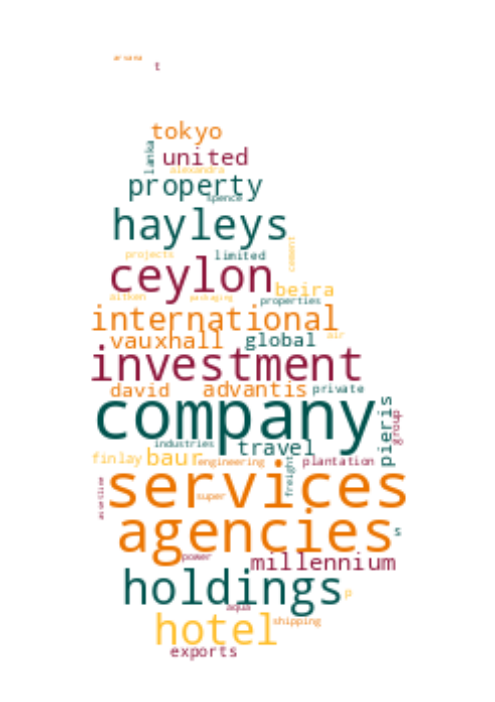 ariana
t
tokyo
lanka
united
alexandra
property
spence
hayleys
cement
projects
limited
ceylon
beira
aitken
packaging
properties
international
vauxhall
global
air
investment
david
advantis
private
company
pieris
group
industries
travel
finlay
baur
engineering
freight
plantation
services
assetline
super
agencies
s
power
millennium
holdings
p
aqua
hotel
shipping
exports